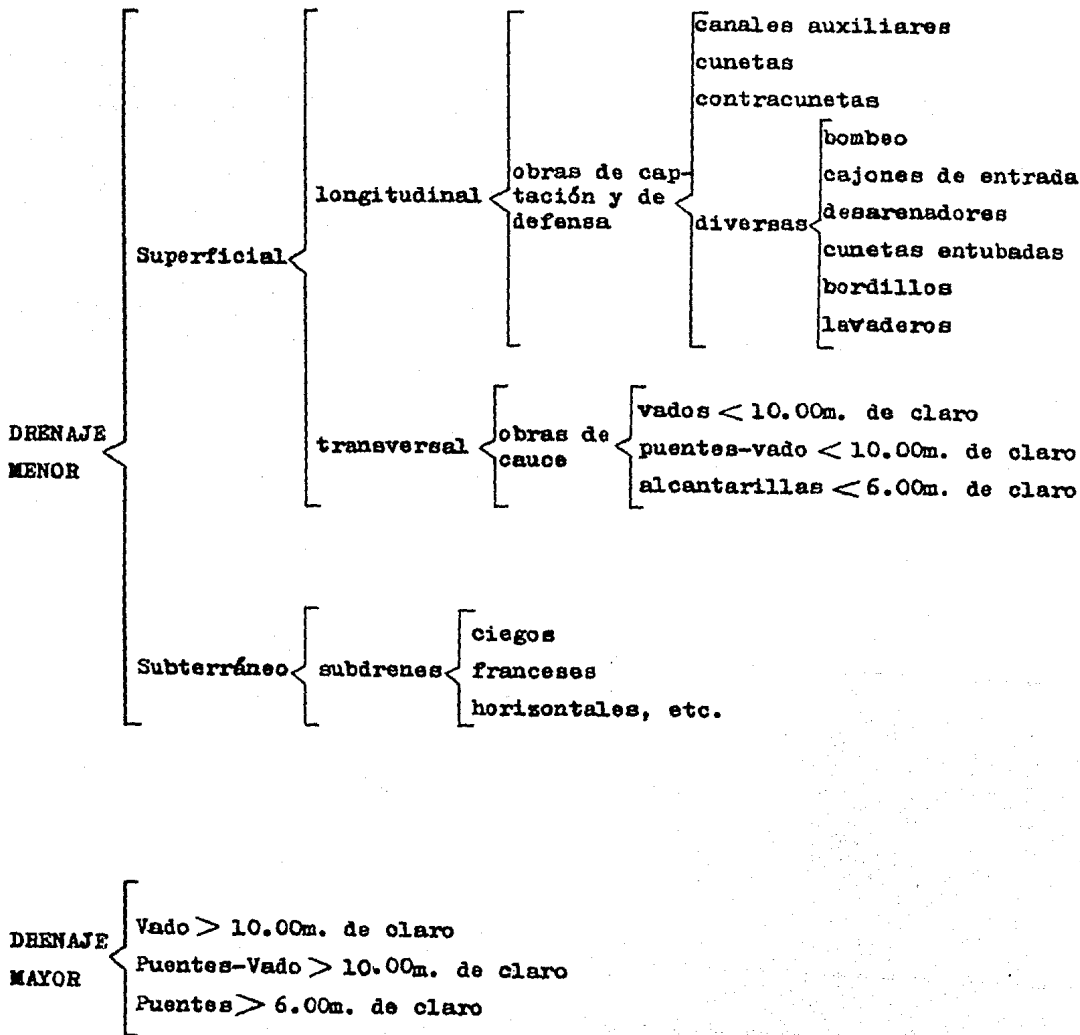 canales auxiliares
cunetas
contracunetas
bombeo
obras de cap-
cajones de entrada
longitudinal
tación y de
desarenadores
defensa
diversas
Superficial
cunetas entubadas
bordillos
lavaderos
vados < 10.00m. de claro
DRENAJE
transversal
obras de
puentes-vado < 10.00m. de claro
cauce
MENOR
alcantarillas < 6.00m. de claro
ciegos
Subterráneo
subdrenes
franceses
horizontales, etc.
Vado > 10.00m. de claro
DRENAJE
Puentes-Vado > 10.00m. de claro
MAYOR
Puentes > 6.00m. de claro